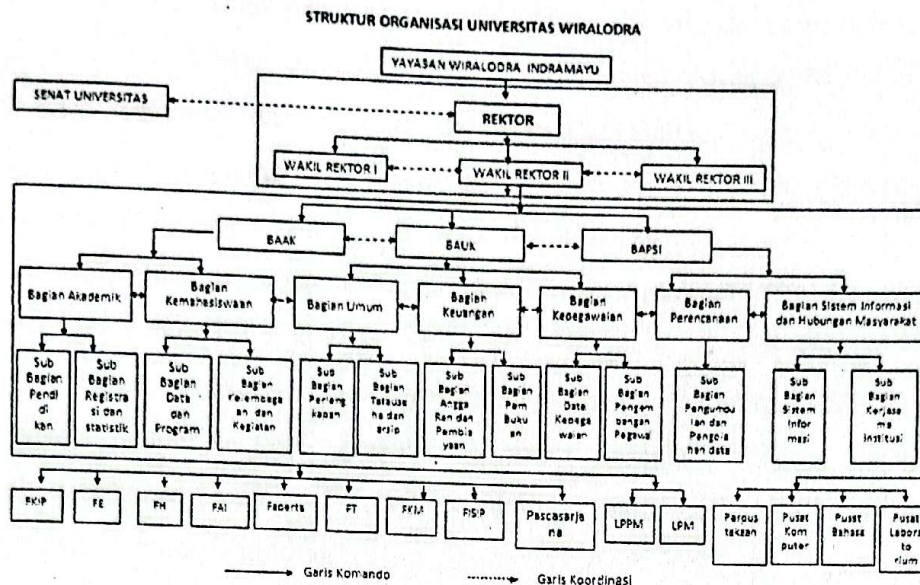 STRUKTUR ORGANISASI UNIVERSITAS WIRALODRA
YAYASAN WIRALODRA INDRAMAYU
SENAT UNIVERSITAS
REKTOR
WAKIL REKTOR I
WAKIL REKTOR II
WAKIL REKTOR III
BAAK
BAUK
BAPSI
Bagian Akademik
Bagian
Kemahesiswaan
Bagian Umum
Bagian
Keuangan
Bagian
Kepegawaian
Bagian
Perencanaan
Bagian Sistem Informasi
dan Hubungan Masyarakat
Sub
Bagian
Pendi
di
kan
Sub
Bagian
Registra
si dan
statistik
Sub
Bagian
Data
dan
Program
Sub
Bagian
Kelembaga
an dan
Kegiatan
Sub
Bagian
Perleng
kapan
Sub
Bagian
Tatausa
ha dan
arsip
Sub
Bagian
Angga
Ran dan
Pembia
yaan
Sub
Bagian
Pem
Buku
an
Sub
Bagian
Data
Kepega
waian
Sub
Bagian
Pengem
bangan
Pegawai
Sub
Bagian
Pengumpu
lan dan
Pengola
han data
Sub
Bagian
Sistem
Infor
masi
Sub
Bagian
Kerjasa
ma
Institusi
FKIP
FE
FH
FAI
Faperta
FT
FKM
FISIP
Pascasarja
na
LPPM
LPM
Perpus
takaan
Pusat
Kom
puter
Pusat
Bahasa
Pusat
Labora
to
rium
Garis Komando
Garis Koordinasi